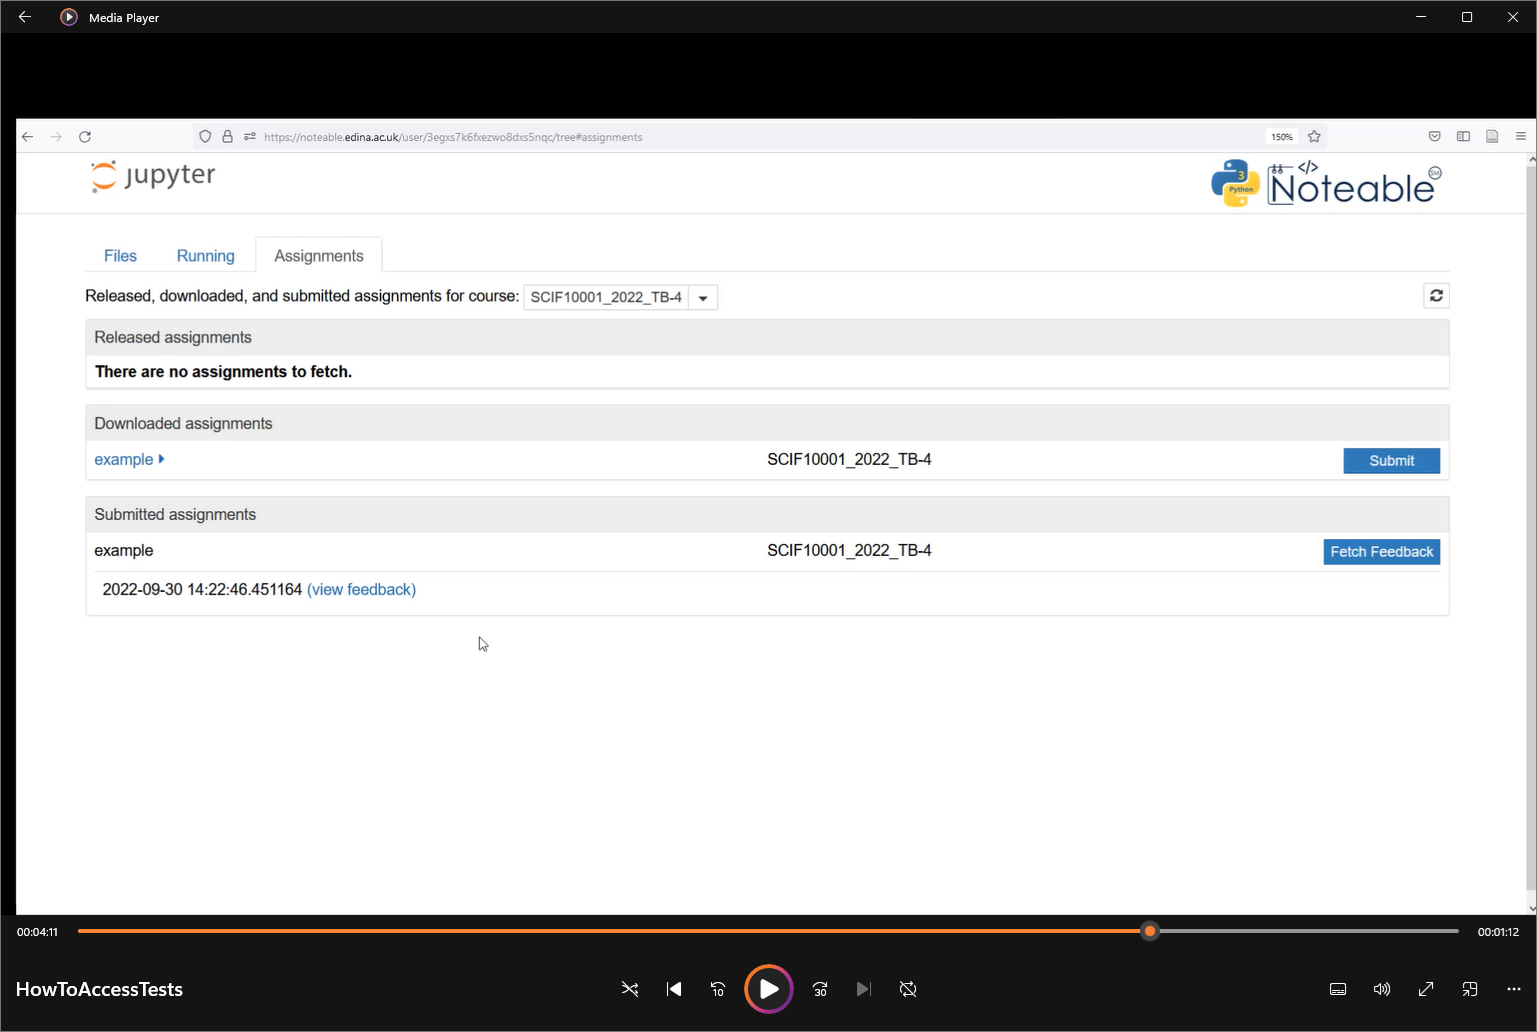 Media Player
https://noteable.edina.ac.uk/user/3egxs7k6fxezwo8dxs5nqc/tree#assignments
150%
jupyter
3
Python
</>
Noteable
SM
Files
Running
Assignments
Released, downloaded, and submitted assignments for course: SCIF10001_2022_TB-4
Released assignments
There are no assignments to fetch.
Downloaded assignments
example SCIF10001_2022_TB-4 Submit
Submitted assignments
example SCIF10001_2022_TB-4 Fetch Feedback
2022-09-30 14:22:46.451164 (view feedback)
00:04:11
00:01:12
HowToAccessTests
10
30